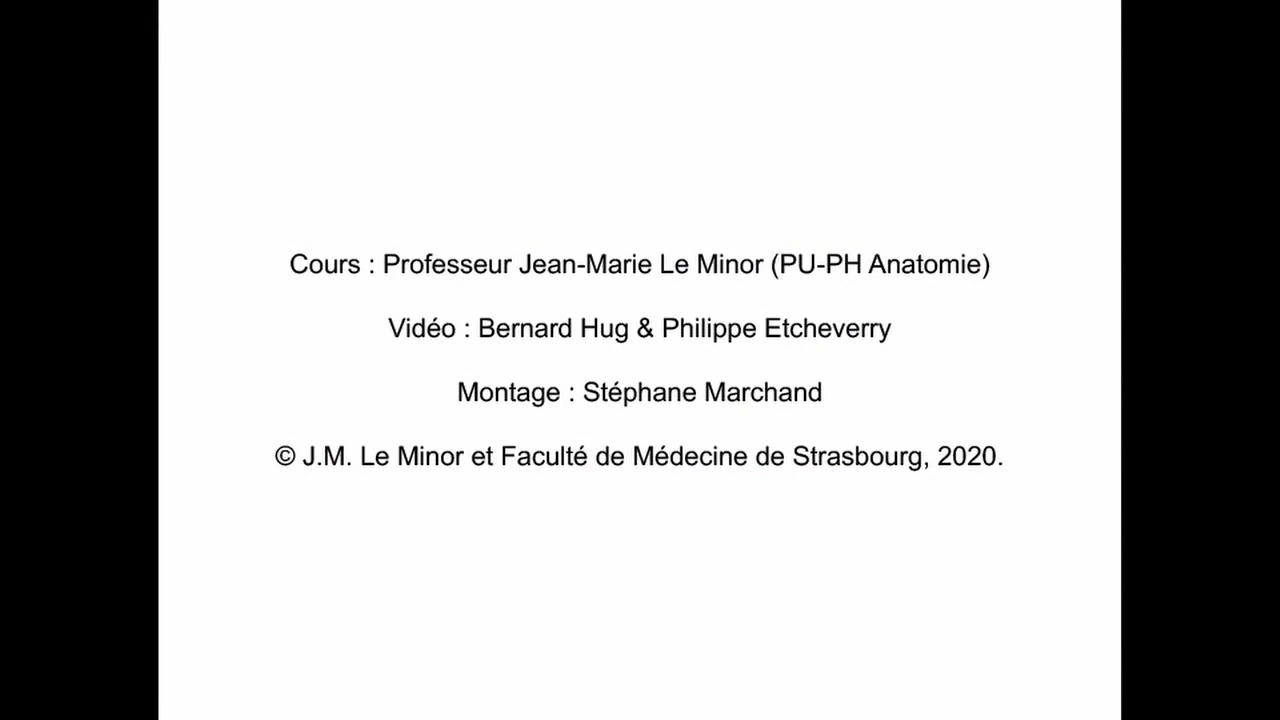 Cours : Professeur Jean-Marie Le Minor (PU-PH Anatomie)
Vidéo : Bernard Hug & Philippe Etcheverry
Montage : Stéphane Marchand
© J.M. Le Minor et Faculté de Médecine de Strasbourg, 2020.